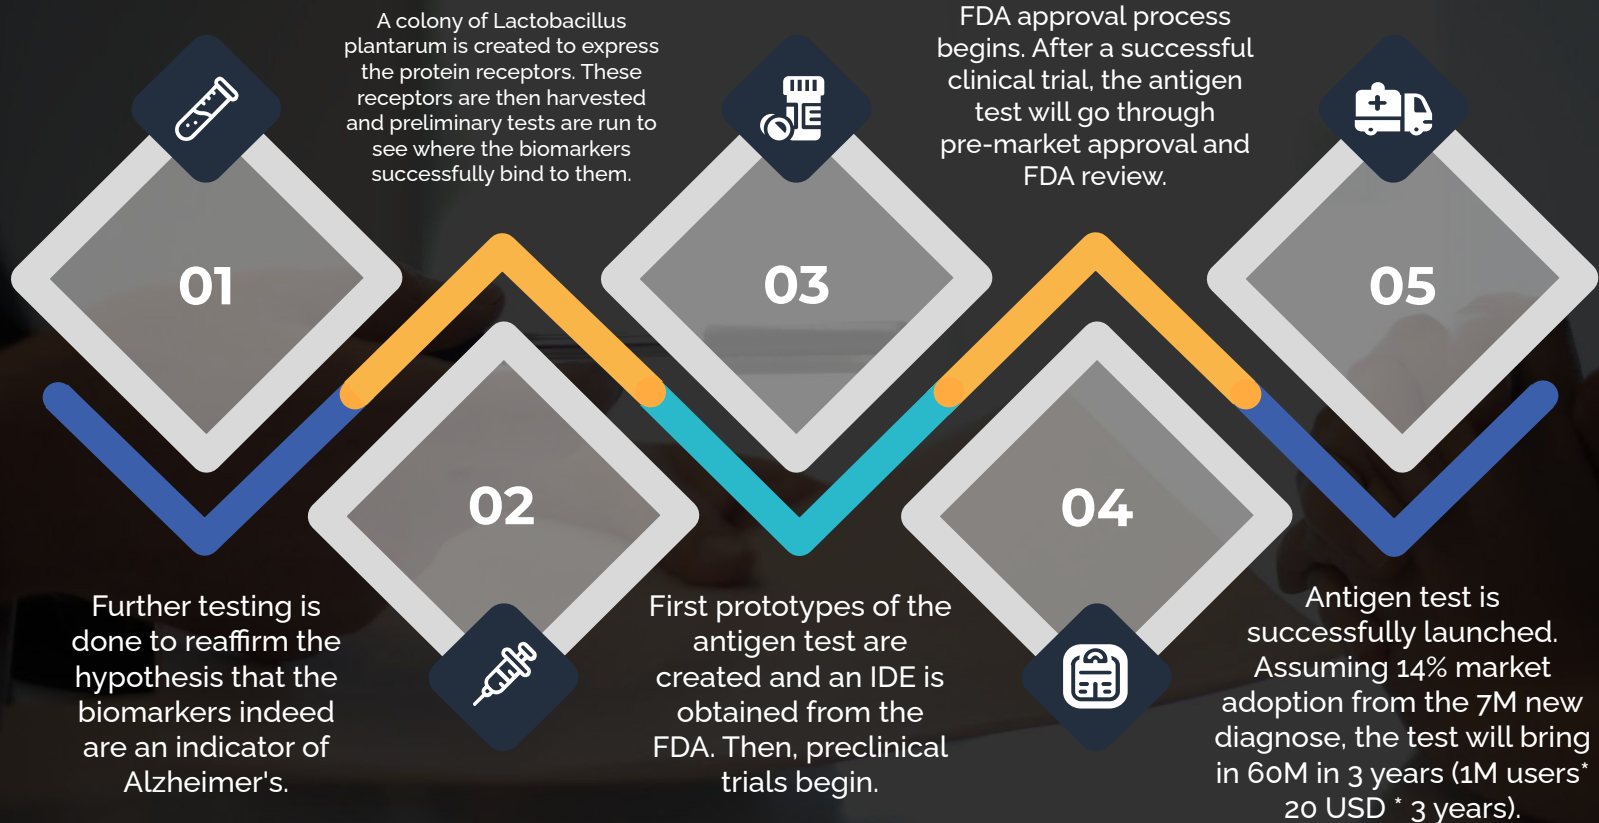 01
Further testing is
done to reaffirm the
hypothesis that the
biomarkers indeed
are an indicator of
Alzheimer's.
A colony of Lactobacillus
plantarum is created to express
the protein receptors. These
receptors are then harvested
and preliminary tests are run to
see where the biomarkers
successfully bind to them.
02
03
First prototypes of the
antigen test are
created and an IDE is
obtained from the
FDA. Then, preclinical
trials begin.
FDA approval process
begins. After a successful
clinical trial, the antigen
test will go through
pre-market approval and
FDA review.
04
05
Antigen test is
successfully launched.
Assuming 14% market
adoption from the 7M new
diagnose, the test will bring
in 60M in 3 years (1M users*
20 USD * 3 years).